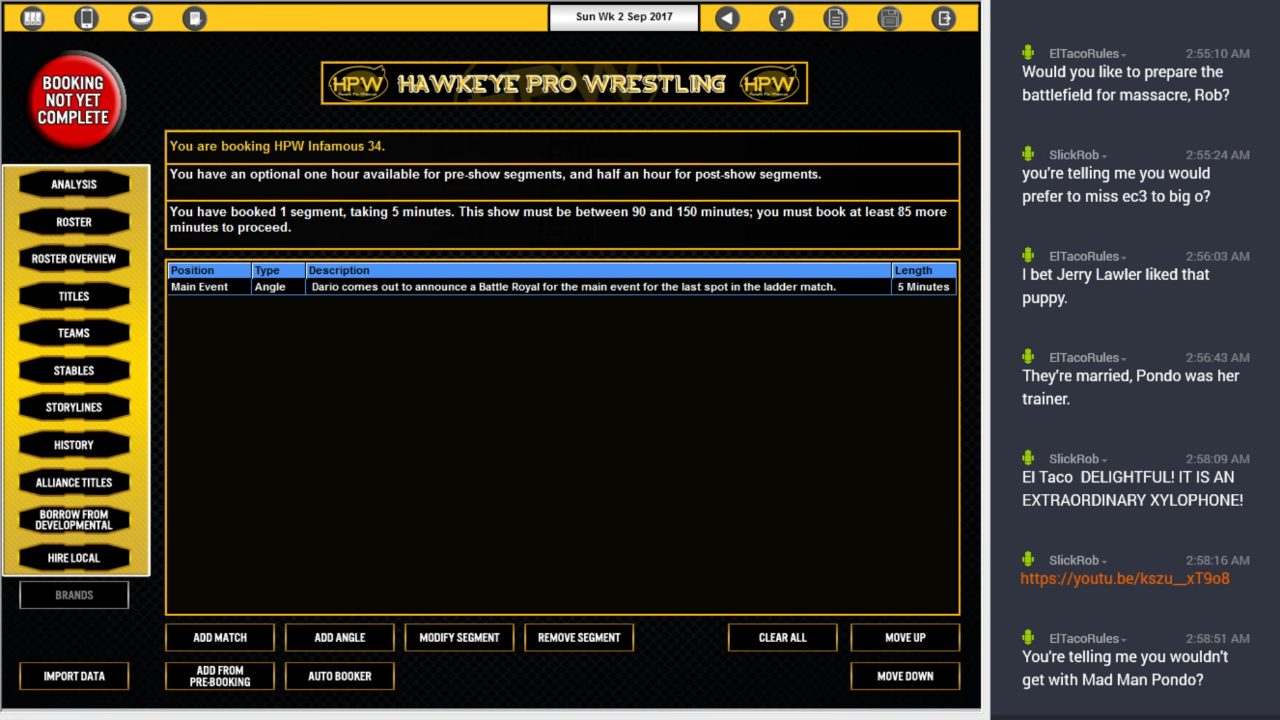 Sun Wk 2 Sep 2017
?
BOOKING
NOT YET
COMPLETE
HPW HAWKEYE PRO WRESTLING HPW
You are booking HPW Infamous 34.
You have an optional one hour available for pre-show segments, and half an hour for post-show segments.
You have booked 1 segment, taking 5 minutes. This show must be between 90 and 150 minutes; you must book at least 85 more
minutes to proceed.
Position Type Description Length
Main Event Angle Dario comes out to announce a Battle Royal for the main event for the last spot in the ladder match. 5 Minutes
ANALYSIS
ROSTER
ROSTER OVERVIEW
TITLES
TEAMS
STABLES
STORYLINES
HISTORY
ALLIANCE TITLES
BORROW FROM
DEVELOPMENTAL
HIRE LOCAL
BRANDS
IMPORT DATA
ADD MATCH
ADD ANGLE
MODIFY SEGMENT
REMOVE SEGMENT
CLEAR ALL
MOVE UP
ADD FROM
PRE-BOOKING
AUTO BOOKER
MOVE DOWN
ElTacoRules 2:55:10 AM
Would you like to prepare the
battlefield for massacre, Rob?
SlickRob 2:55:24 AM
you're telling me you would
prefer to miss ec3 to big o?
ElTacoRules 2:56:03 AM
I bet Jerry Lawler liked that
puppy.
ElTacoRules 2:56:43 AM
They're married, Pondo was her
trainer.
SlickRob 2:58:09 AM
El Taco DELIGHTFUL! IT IS AN
EXTRAORDINARY XYLOPHONE!
SlickRob 2:58:16 AM
https://youtu.be/kszu__xT9o8
ElTacoRules 2:58:51 AM
You're telling me you wouldn't
get with Mad Man Pondo?